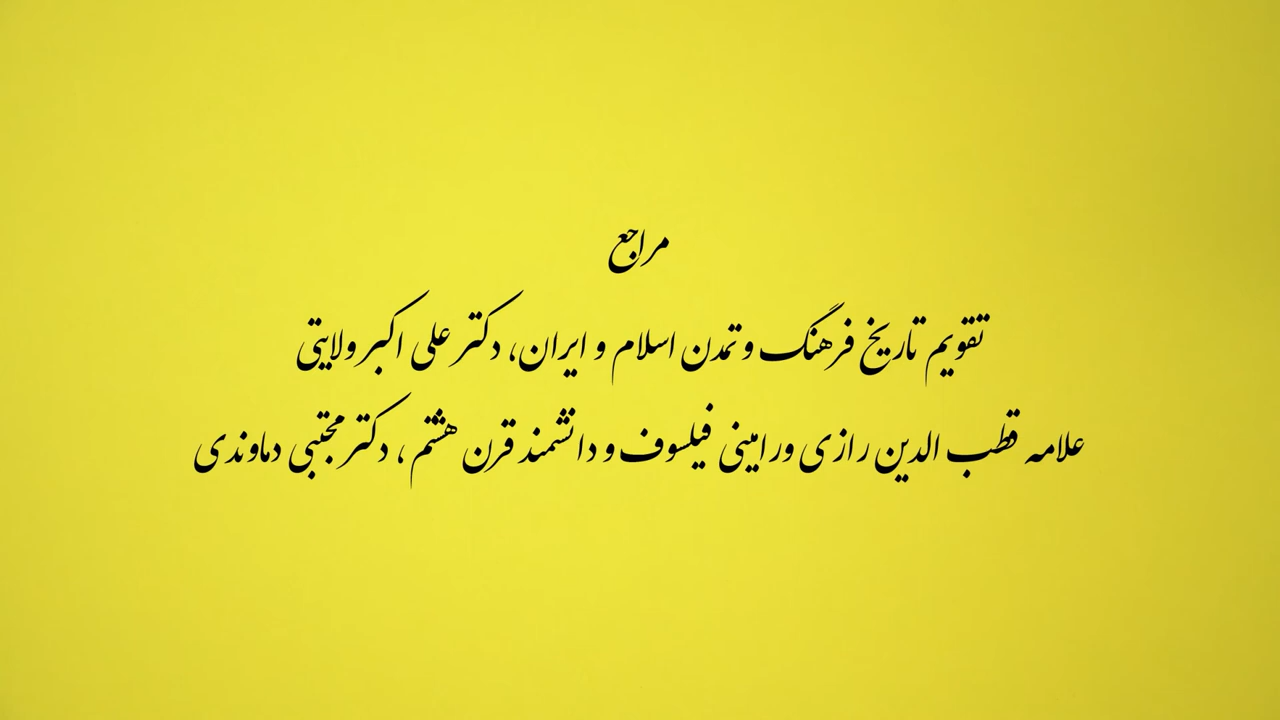 مراجع
تقویم تاریخ فرهنگ و تمدن اسلام و ایران، دکتر علی اکبر ولایتی
علامه قطب الدین رازی ورامینی فیلسوف و دانشمند قرن هشتم ، دکتر مجتبی دماوندی